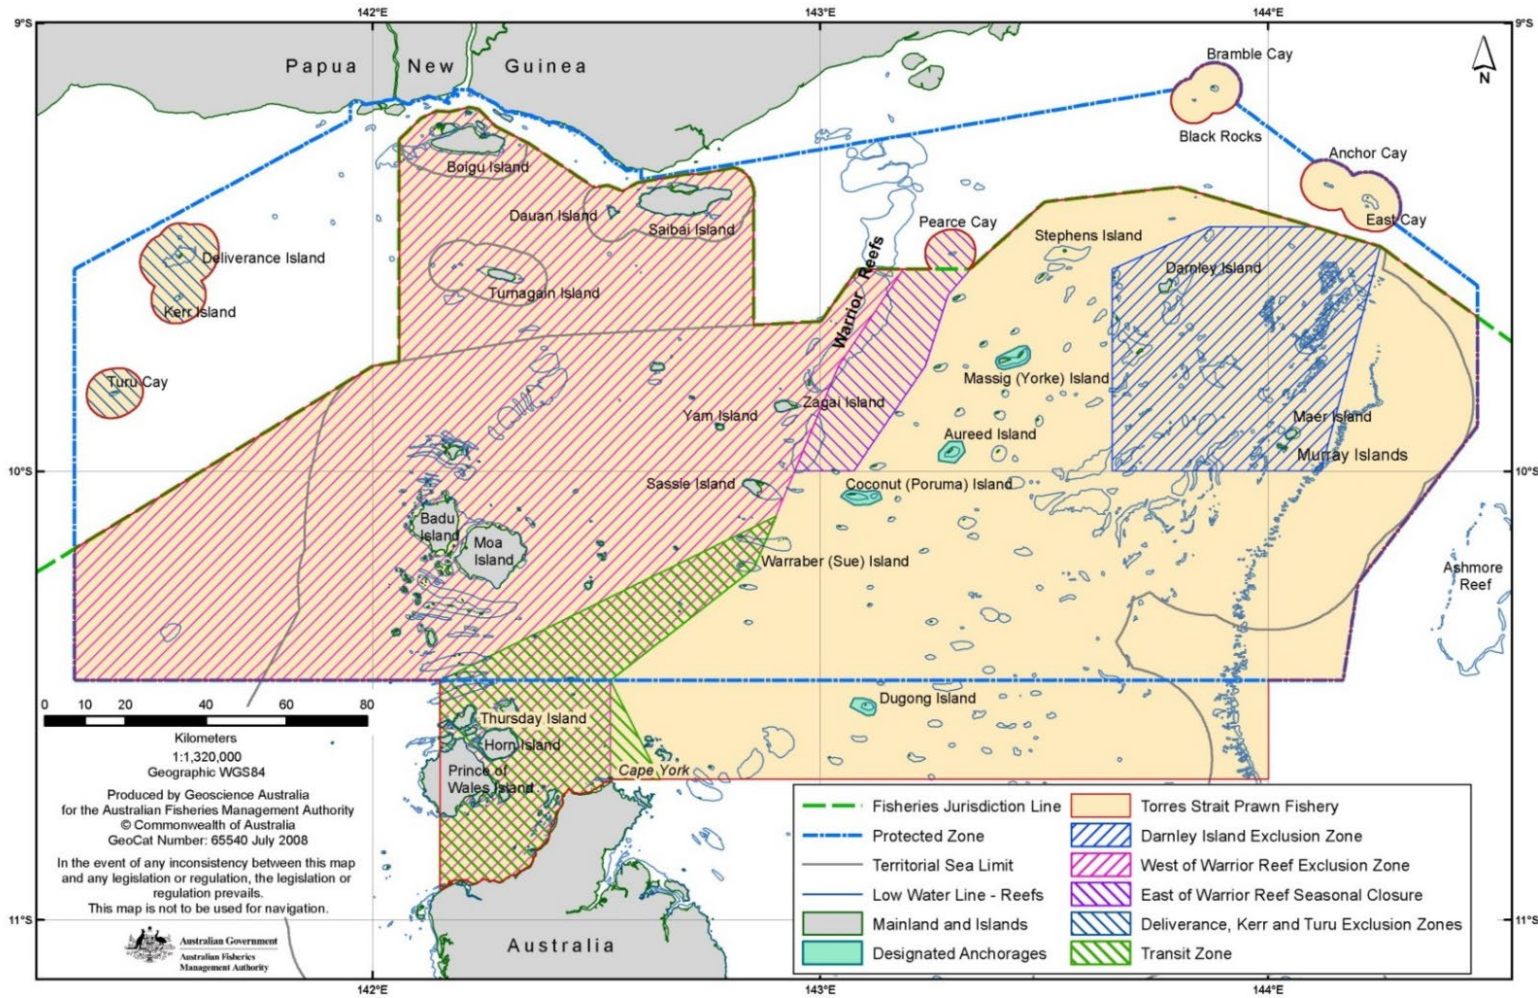 142°E
143°E
144°E
9°S
9°S
Papua New Guinea
N
Bramble Cay
Black Rocks
Anchor Cay
East Cay
Boigu Island
Dauan Island
Saibai Island
Pearce Cay
Stephens Island
Deliverance Island
Turnagain Island
Darnley Island
Kerr Island
Warrior Reefs
Turu Cay
Massig (Yorke) Island
Zagai Island
Yam Island
Maer Island
Aureed Island
Murray Islands
10°S
10°S
Sassie Island
Coconut (Poruma) Island
Badu
Island
Moa
Island
Warraber (Sue) Island
Ashmore
Reef
Dugong Island
Thursday Island
Horn Island
Prince of
Wales Island
Cape York
0 10 20 40 60 80
Kilometers
1:1,320,000
Geographic WGS84
Produced by Geoscience Australia
for the Australian Fisheries Management Authority
© Commonwealth of Australia
GeoCat Number: 65540 July 2008
In the event of any inconsistency between this map
and any legislation or regulation, the legislation or
regulation prevails.
This map is not to be used for navigation.
Australian Government
Australian Fisheries
Management Authority
Australia
Fisheries Jurisdiction Line
Protected Zone
Territorial Sea Limit
Low Water Line - Reefs
Mainland and Islands
Designated Anchorages
Torres Strait Prawn Fishery
Darnley Island Exclusion Zone
West of Warrior Reef Exclusion Zone
East of Warrior Reef Seasonal Closure
Deliverance, Kerr and Turu Exclusion Zones
Transit Zone
11°S
11°S
142°E
143°E
144°E